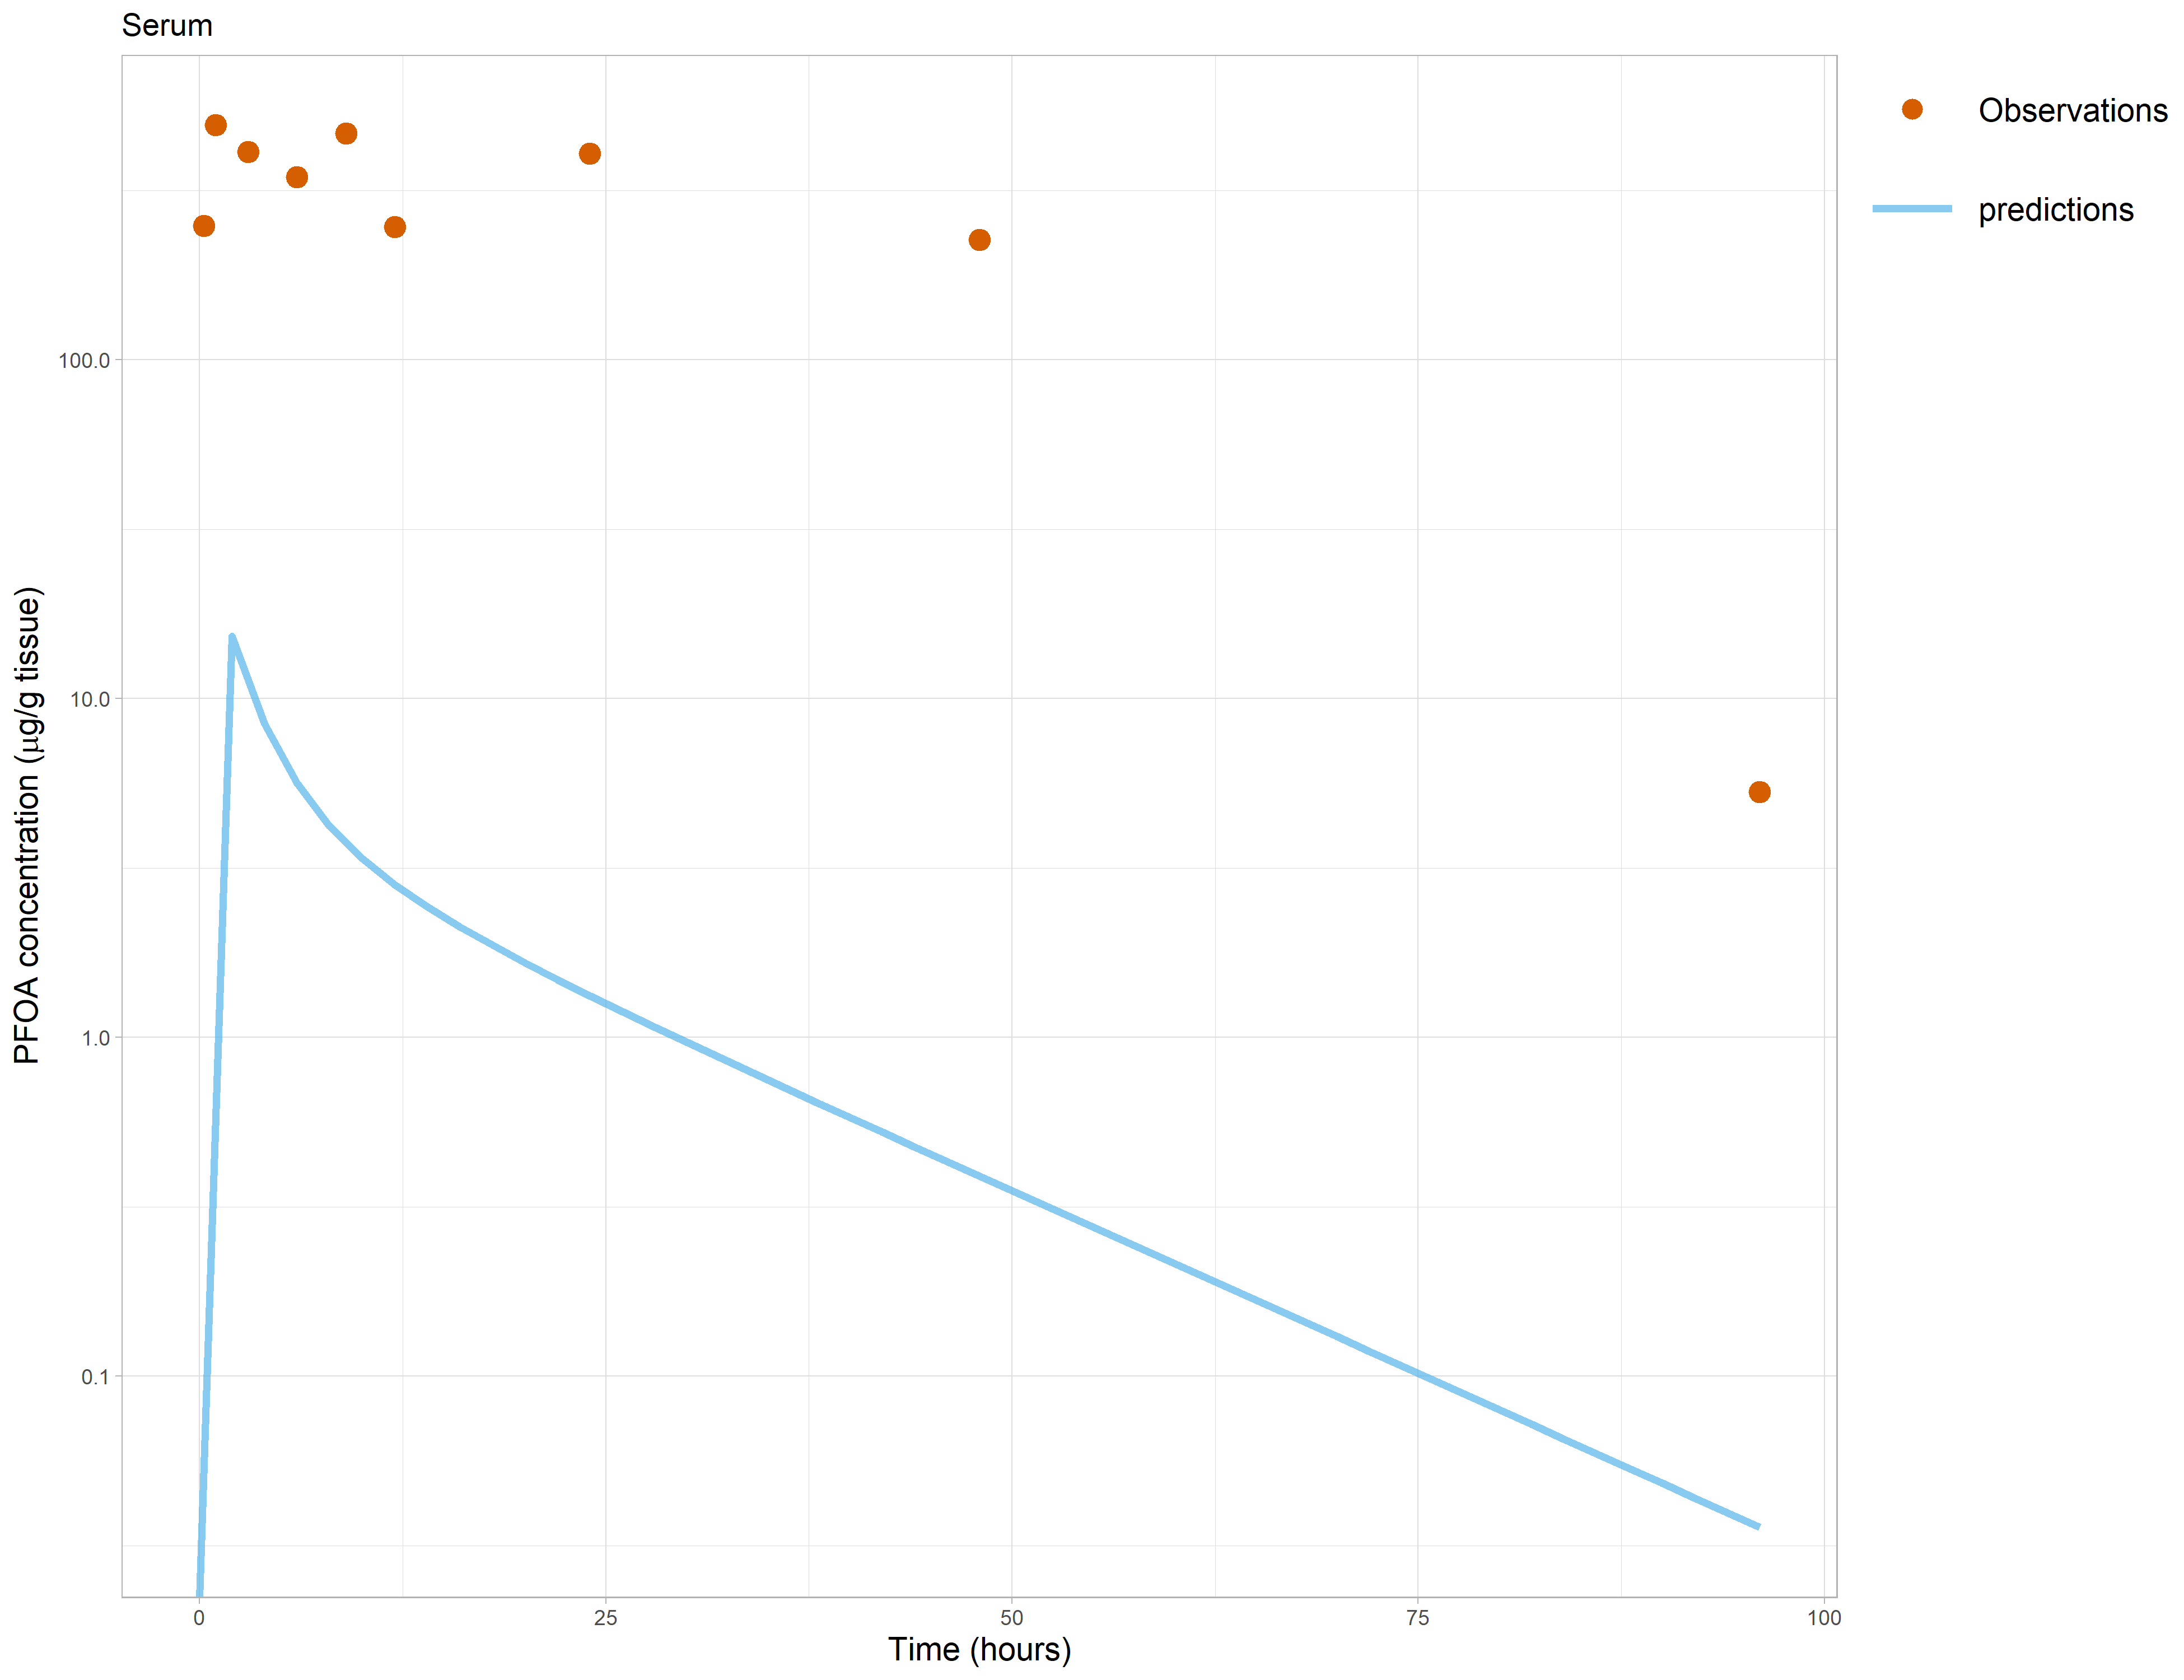 Serum
Observations
predictions
PFOA concentration (μg/g tissue)
100.0
10.0
1.0
0.1
0
25
50
75
100
Time (hours)